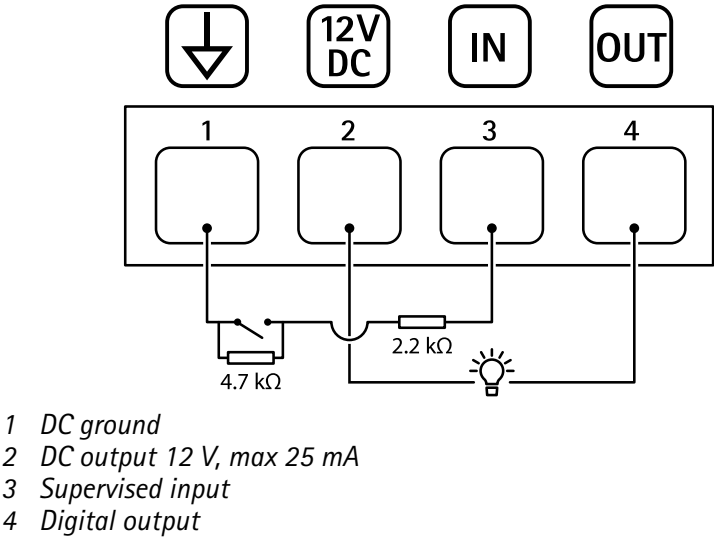 12V DC IN OUT
1 2 3 4
2.2 kΩ
4.7 kΩ
1 DC ground
2 DC output 12 V, max 25 mA
3 Supervised input
4 Digital output